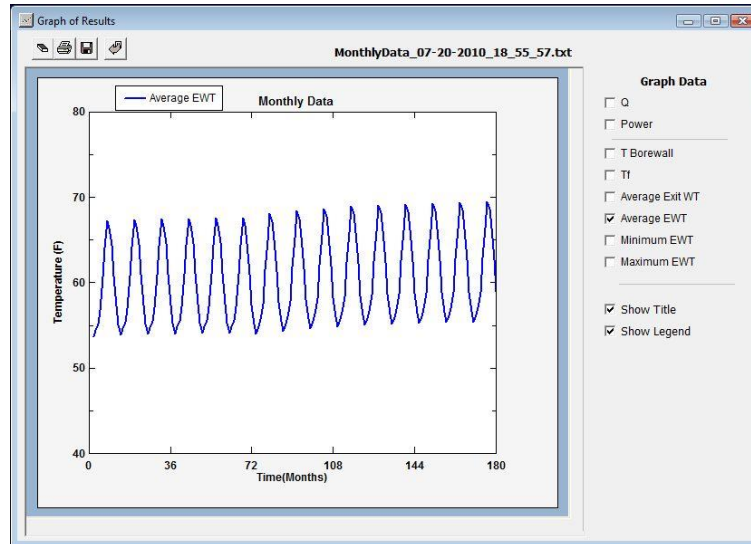 Graph of Results
MonthlyData_07-20-2010_18_55_57.txt
Average EWT
Monthly Data
80
70
60
50
40
Temperature (F)
0 36 72 108 144 180
Time(Months)
Graph Data
Q
Power
T Borewall
Tf
Average Exit WT
Average EWT
Minimum EWT
Maximum EWT
Show Title
Show Legend